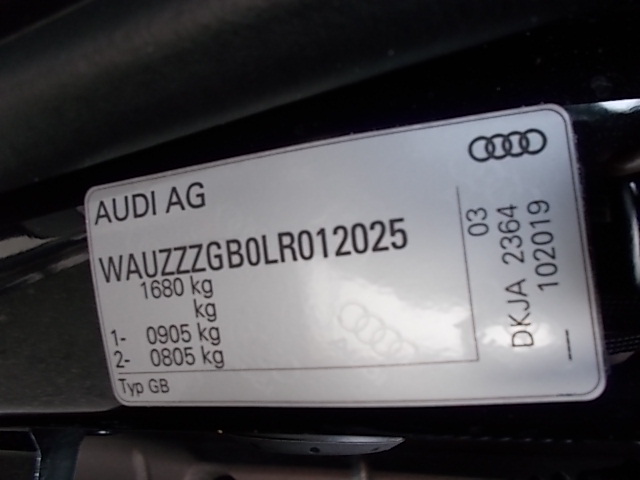 AUDI AG
WAUZZZGB0LR012025
1680 kg
kg
1- 0905 kg
2- 0805 kg
Typ GB
03
DKJA 2364
102019